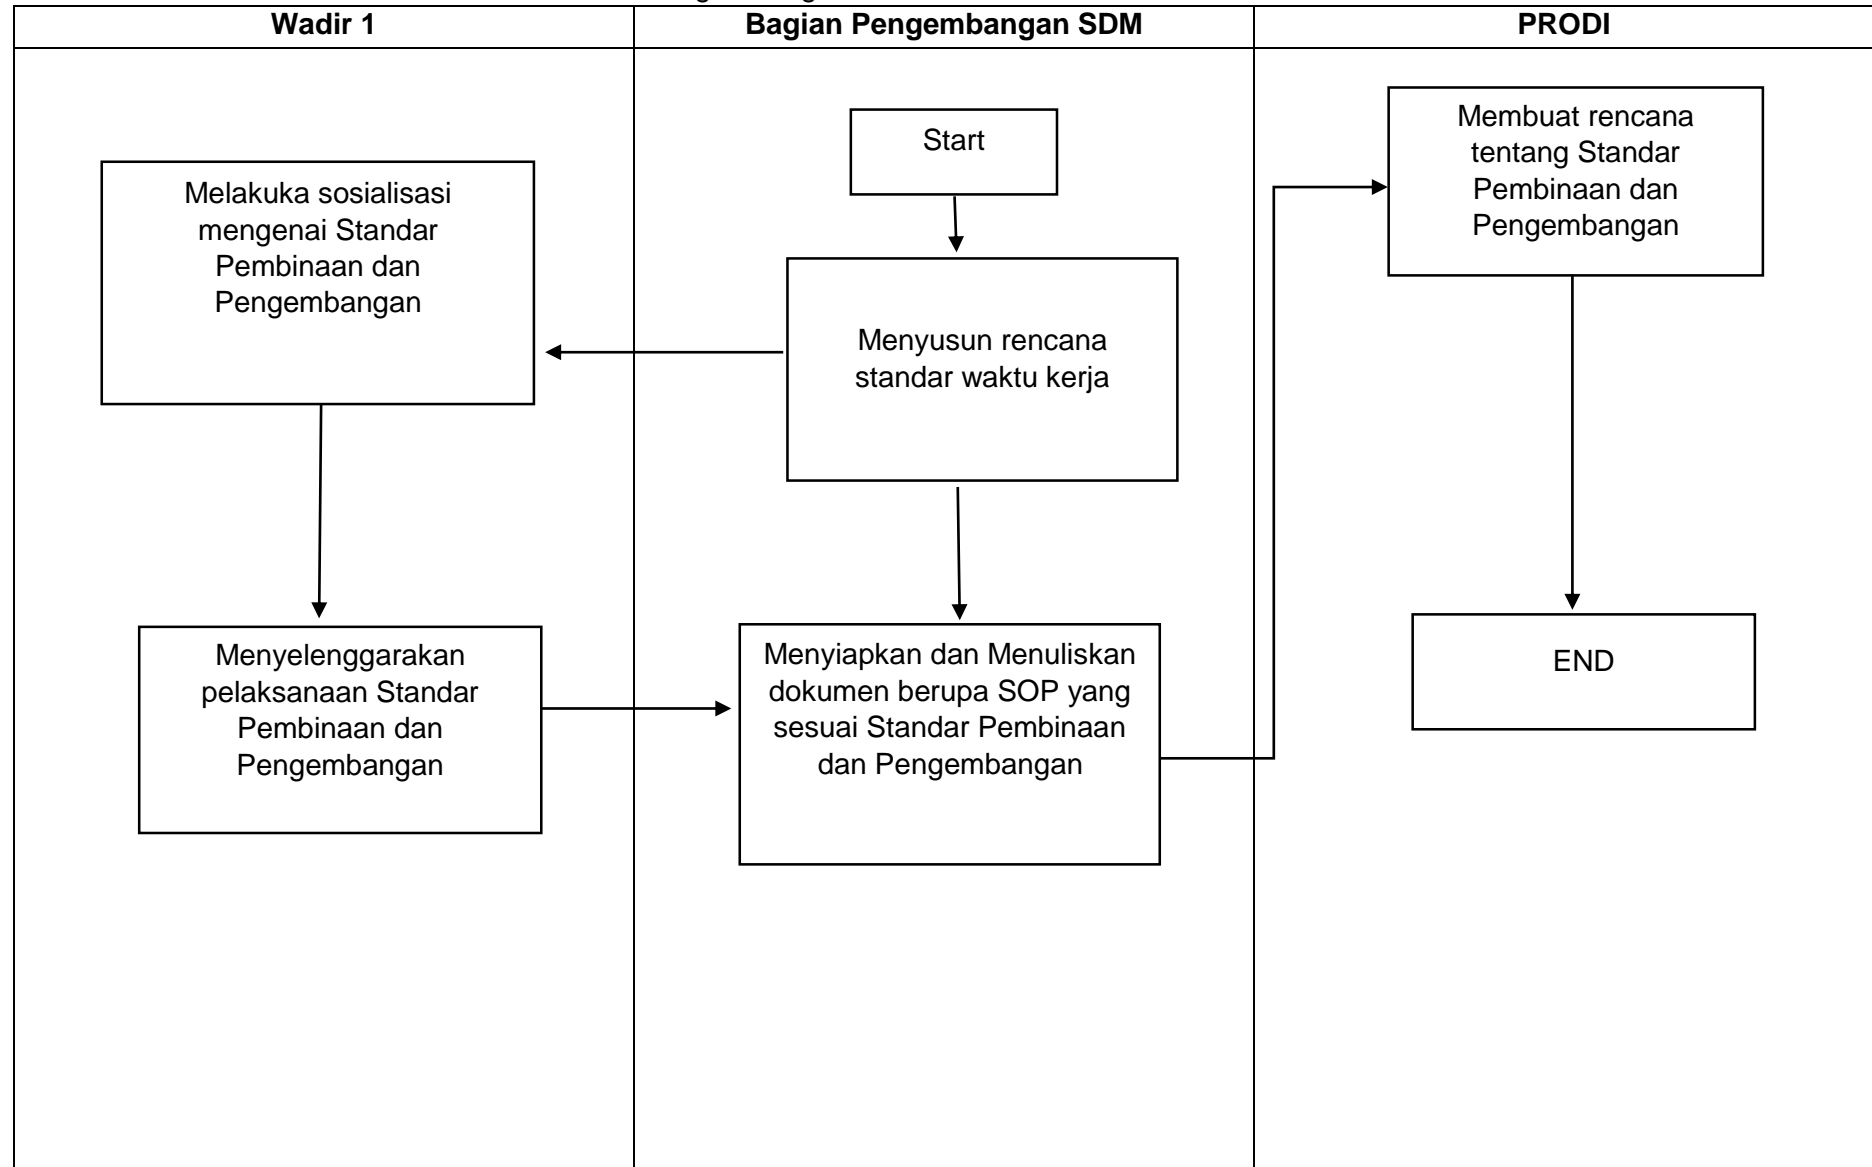 Wadir 1
Bagian Pengembangan SDM
PRODI
Melakuka sosialisasi
mengenai Standar
Pembinaan dan
Pengembangan
Menyelenggarakan
pelaksanaan Standar
Pembinaan dan
Pengembangan
Start
Menyusun rencana
standar waktu kerja
Menyiapkan dan Menuliskan
dokumen berupa SOP yang
sesuai Standar Pembinaan
dan Pengembangan
Membuat rencana
tentang Standar
Pembinaan dan
Pengembangan
END